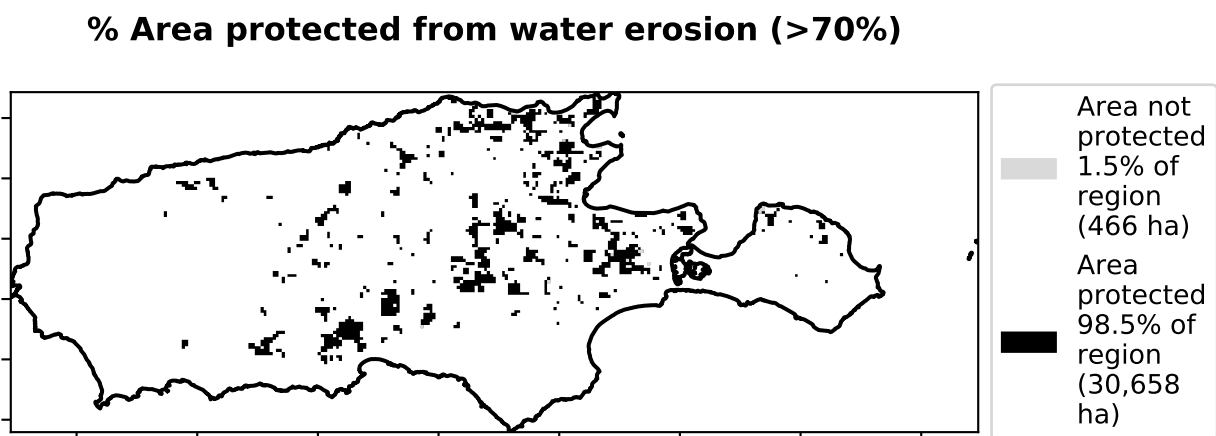 % Area protected from water erosion (>70%)
Area not
protected
1.5% of
region
(466 ha)
Area
protected
98.5% of
region
(30,658
ha)